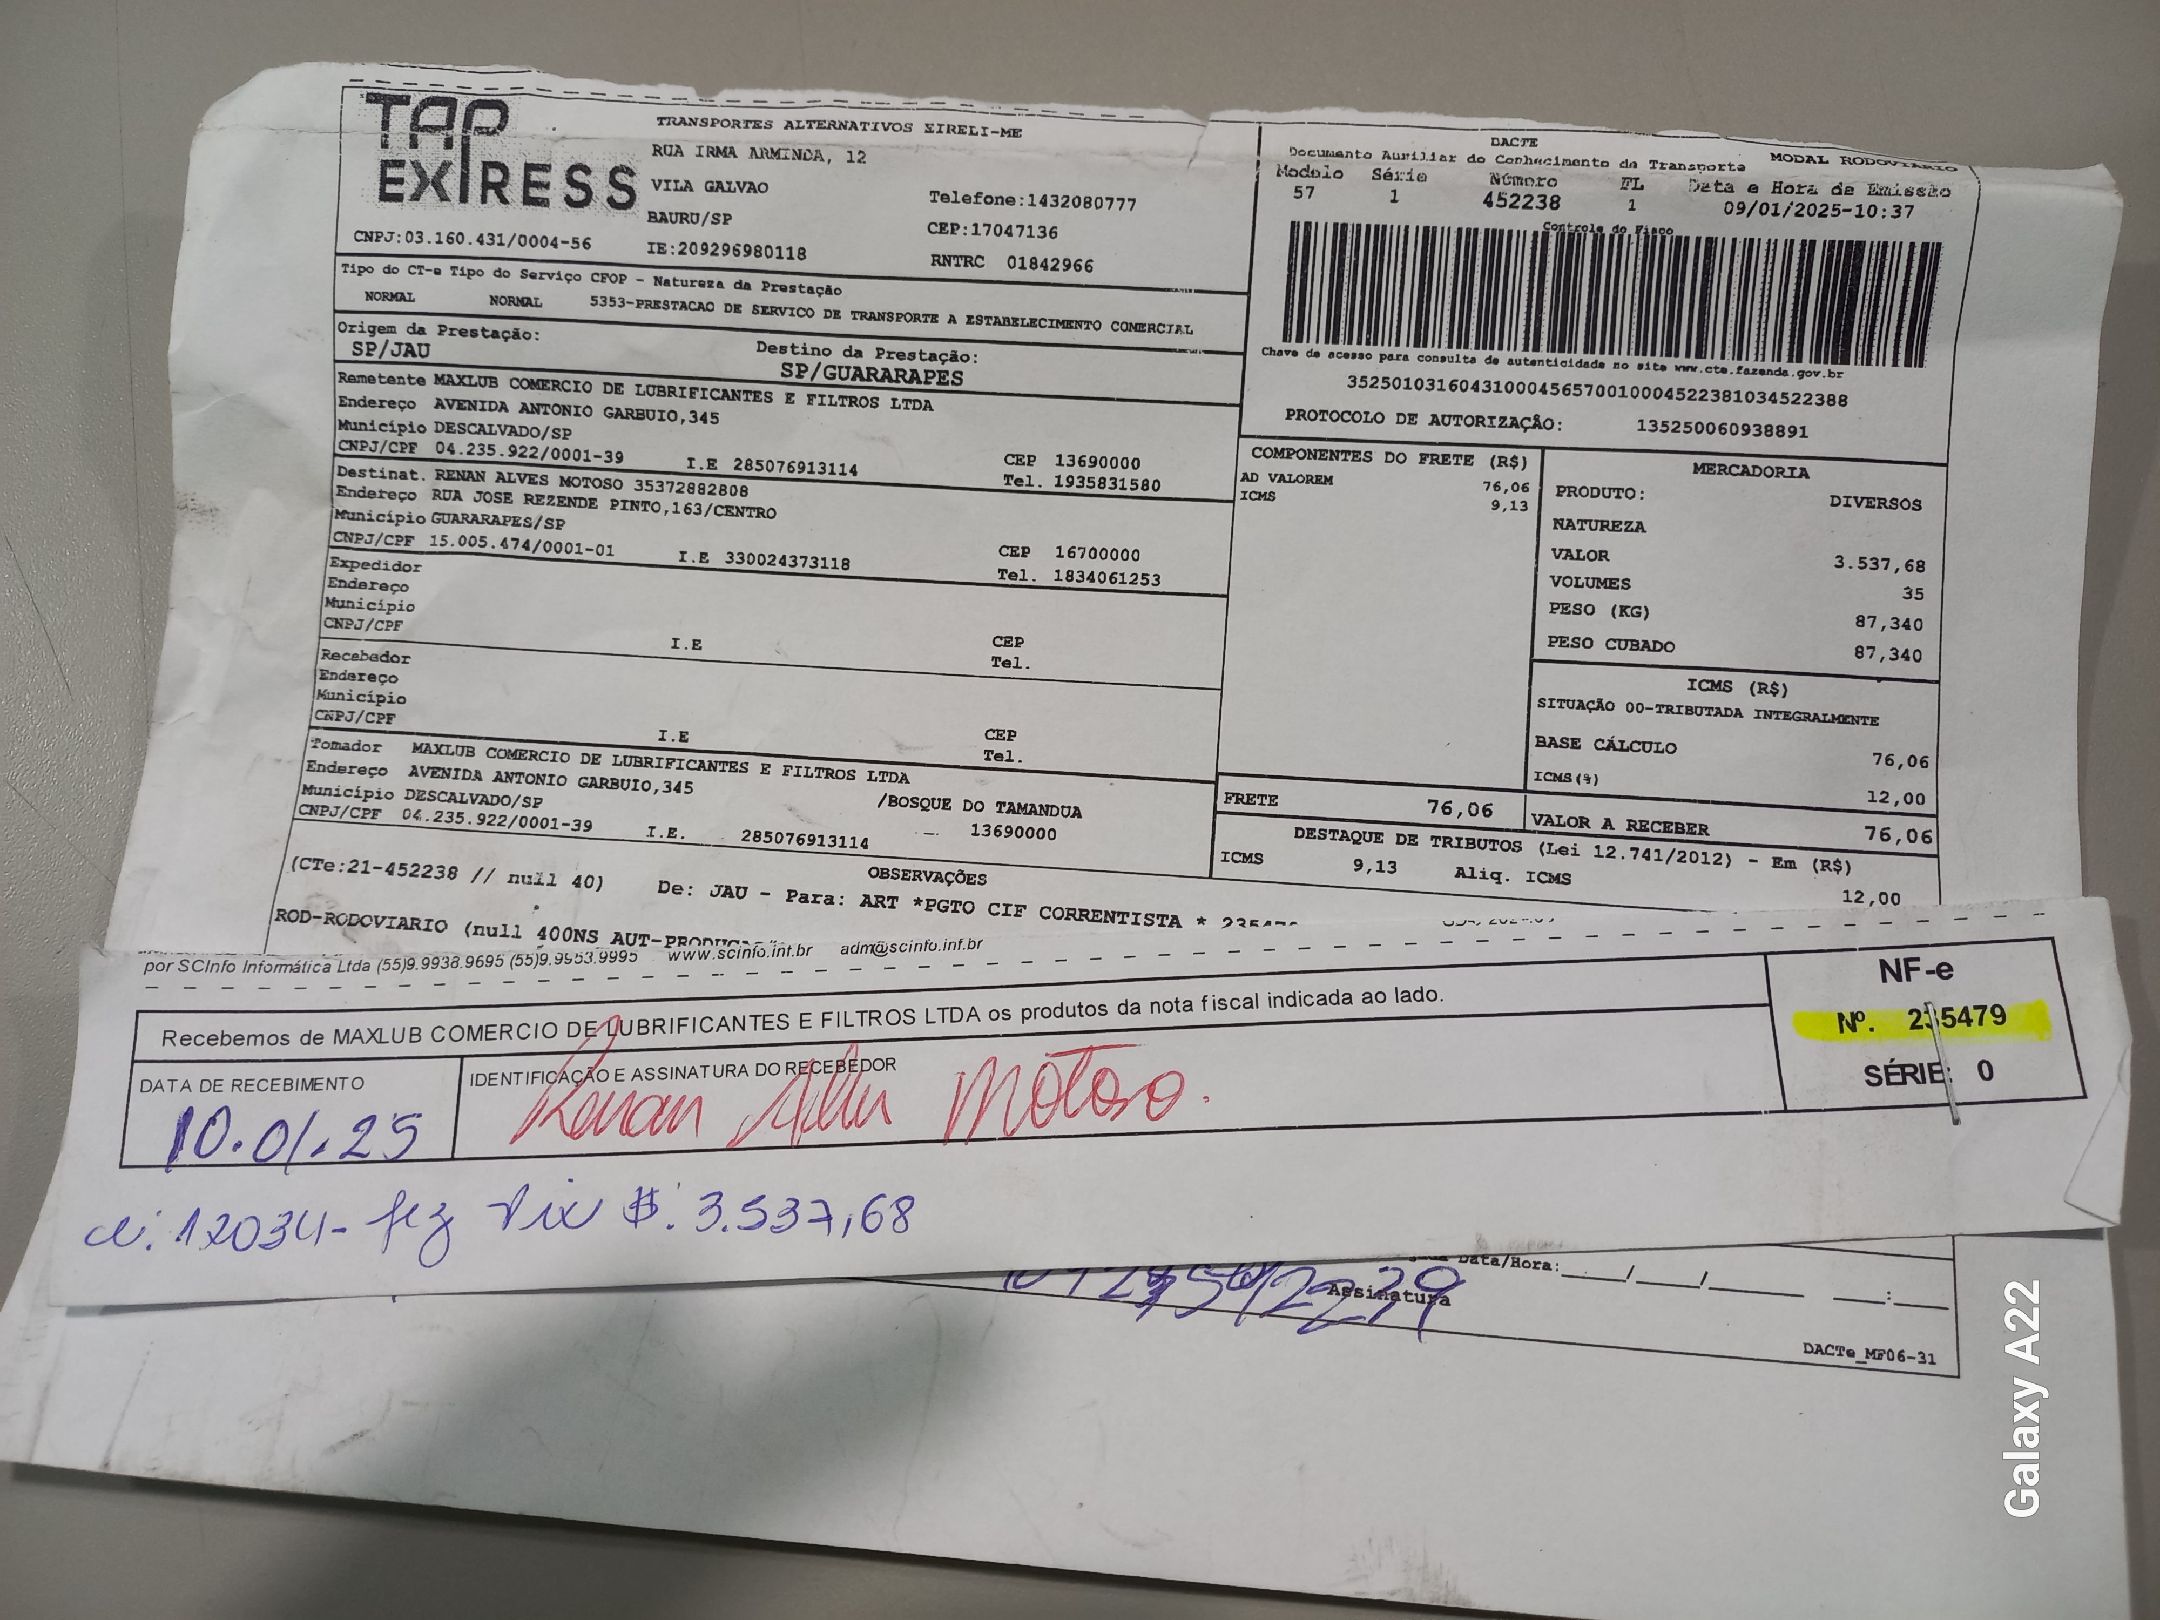 TAP
EXPRESS
TRANSPORTES ALTERNATIVOS EIRELI-ME
RUA IRMA ARMINDA, 12
VILA GALVAO
Telefone:1432080777
BAURU/SP
CEP:17047136
CNPJ:03.160.431/0004-56
IE:209296980118
RNTRC 01842966
DACTE
MODAL RODOVIARIO
Documento Auxiliar do Conhecimento de Transporte
Modelo Série Número FL Data e Hora de Emissão
57 1 452238 1 09/01/2025-10:37
Controle do Fisco
Chave de acesso para consulta de autenticidade no site www.cte.fazenda.gov.br
35250103160431000456570010004522381034522388
PROTOCOLO DE AUTORIZAÇÃO: 135250060938891
Tipo do CT-e Tipo do Serviço CFOP - Natureza da Prestação
NORMAL NORMAL 5353-PRESTACAO DE SERVICO DE TRANSPORTE A ESTABELECIMENTO COMERCIAL
Origem da Prestação: Destino da Prestação:
SP/JAU SP/GUARARAPES
Remetente MAXLUB COMERCIO DE LUBRIFICANTES E FILTROS LTDA
Endereço AVENIDA ANTONIO GARBUIO,345
Município DESCALVADO/SP CEP 13690000
CNPJ/CPF 04.235.922/0001-39 I.E 285076913114 Tel. 1935831580
Destinat. RENAN ALVES MOTOSO 35372882808
Endereço RUA JOSE REZENDE PINTO,163/CENTRO
Município GUARARAPES/SP CEP 16700000
CNPJ/CPF 15.005.474/0001-01 I.E 330024373118 Tel. 1834061253
Expedidor
Endereço
Município CEP
CNPJ/CPF I.E Tel.
Recebedor
Endereço
Município CEP
CNPJ/CPF I.E Tel.
Tomador MAXLUB COMERCIO DE LUBRIFICANTES E FILTROS LTDA
Endereço AVENIDA ANTONIO GARBUIO,345 /BOSQUE DO TAMANDUA
Município DESCALVADO/SP 13690000
CNPJ/CPF 04.235.922/0001-39 I.E. 285076913114
COMPONENTES DO FRETE (R$)
AD VALOREM 76,06
ICMS 9,13
MERCADORIA
PRODUTO: DIVERSOS
NATUREZA
VALOR 3.537,68
VOLUMES 35
PESO (KG) 87,340
PESO CUBADO 87,340
ICMS (R$)
SITUAÇÃO 00-TRIBUTADA INTEGRALMENTE
BASE CÁLCULO 76,06
ICMS(%) 12,00
FRETE 76,06 VALOR A RECEBER 76,06
DESTAQUE DE TRIBUTOS (Lei 12.741/2012) - Em (R$)
ICMS 9,13 Aliq. ICMS 12,00
OBSERVAÇÕES
(CTe:21-452238 // null 40) De: JAU - Para: ART *PGTO CIF CORRENTISTA *
ROD-RODOVIARIO (null 400NS
por SCInfo Informática Ltda (55)9.9938.9695 (55)9.9953.9995 www.scinfo.inf.br adm@scinfo.inf.br
Recebemos de MAXLUB COMERCIO DE LUBRIFICANTES E FILTROS LTDA os produtos da nota fiscal indicada ao lado.
DATA DE RECEBIMENTO
10.01.25
IDENTIFICAÇÃO E ASSINATURA DO RECEBEDOR
Renan Alves Motoso.
NF-e
Nº. 235479
SÉRIE: 0
12034- $. 3.537,68
Data/Hora:____/____/________ ____:____
Assinatura
DACTe_MF06-31
Galaxy A22